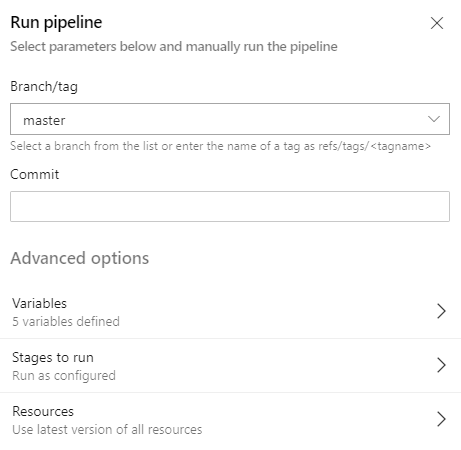 Run pipeline
Select parameters below and manually run the pipeline
Branch/tag
master
Select a branch from the list or enter the name of a tag as refs/tags/<tagname>
Commit
Advanced options
Variables
5 variables defined
Stages to run
Run as configured
Resources
Use latest version of all resources